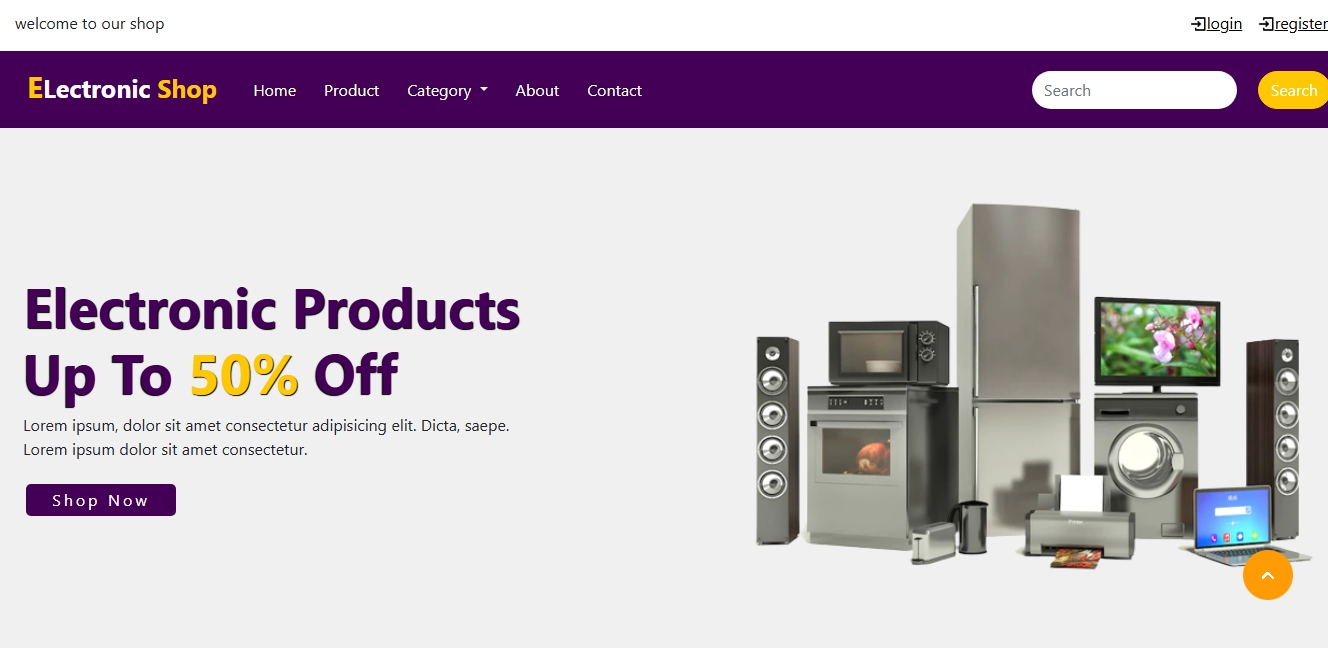 welcome to our shop
login register
ELectronic Shop Home Product Category About Contact Search Search
Electronic Products
Up To 50% Off
Lorem ipsum, dolor sit amet consectetur adipisicing elit. Dicta, saepe.
Lorem ipsum dolor sit amet consectetur.
Shop Now